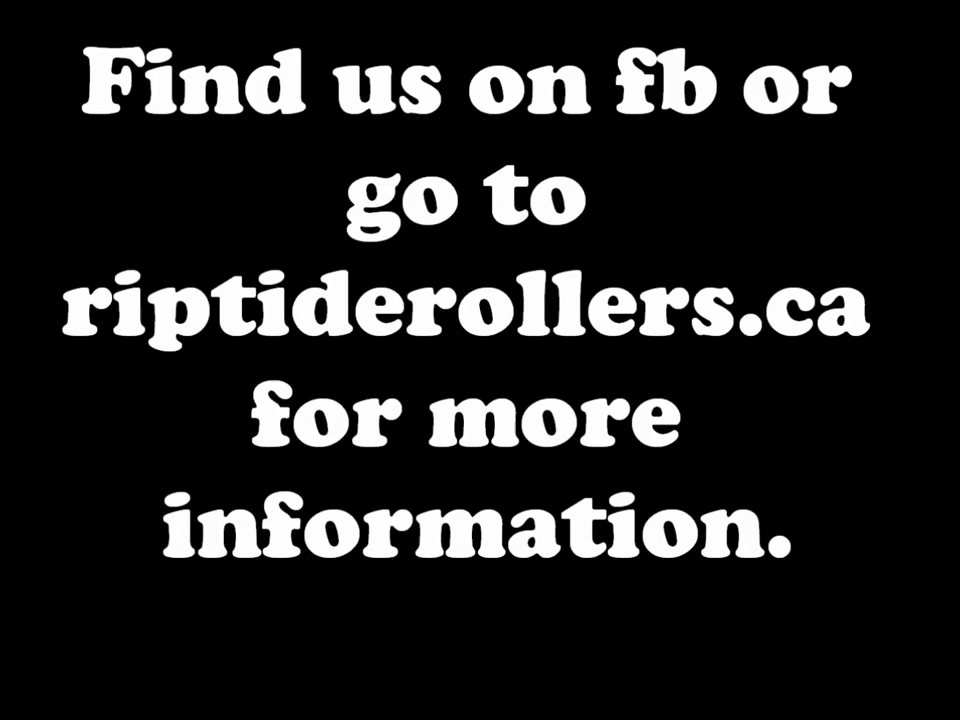 Find us on fb or
go to
riptiderollers.ca
for more
information.